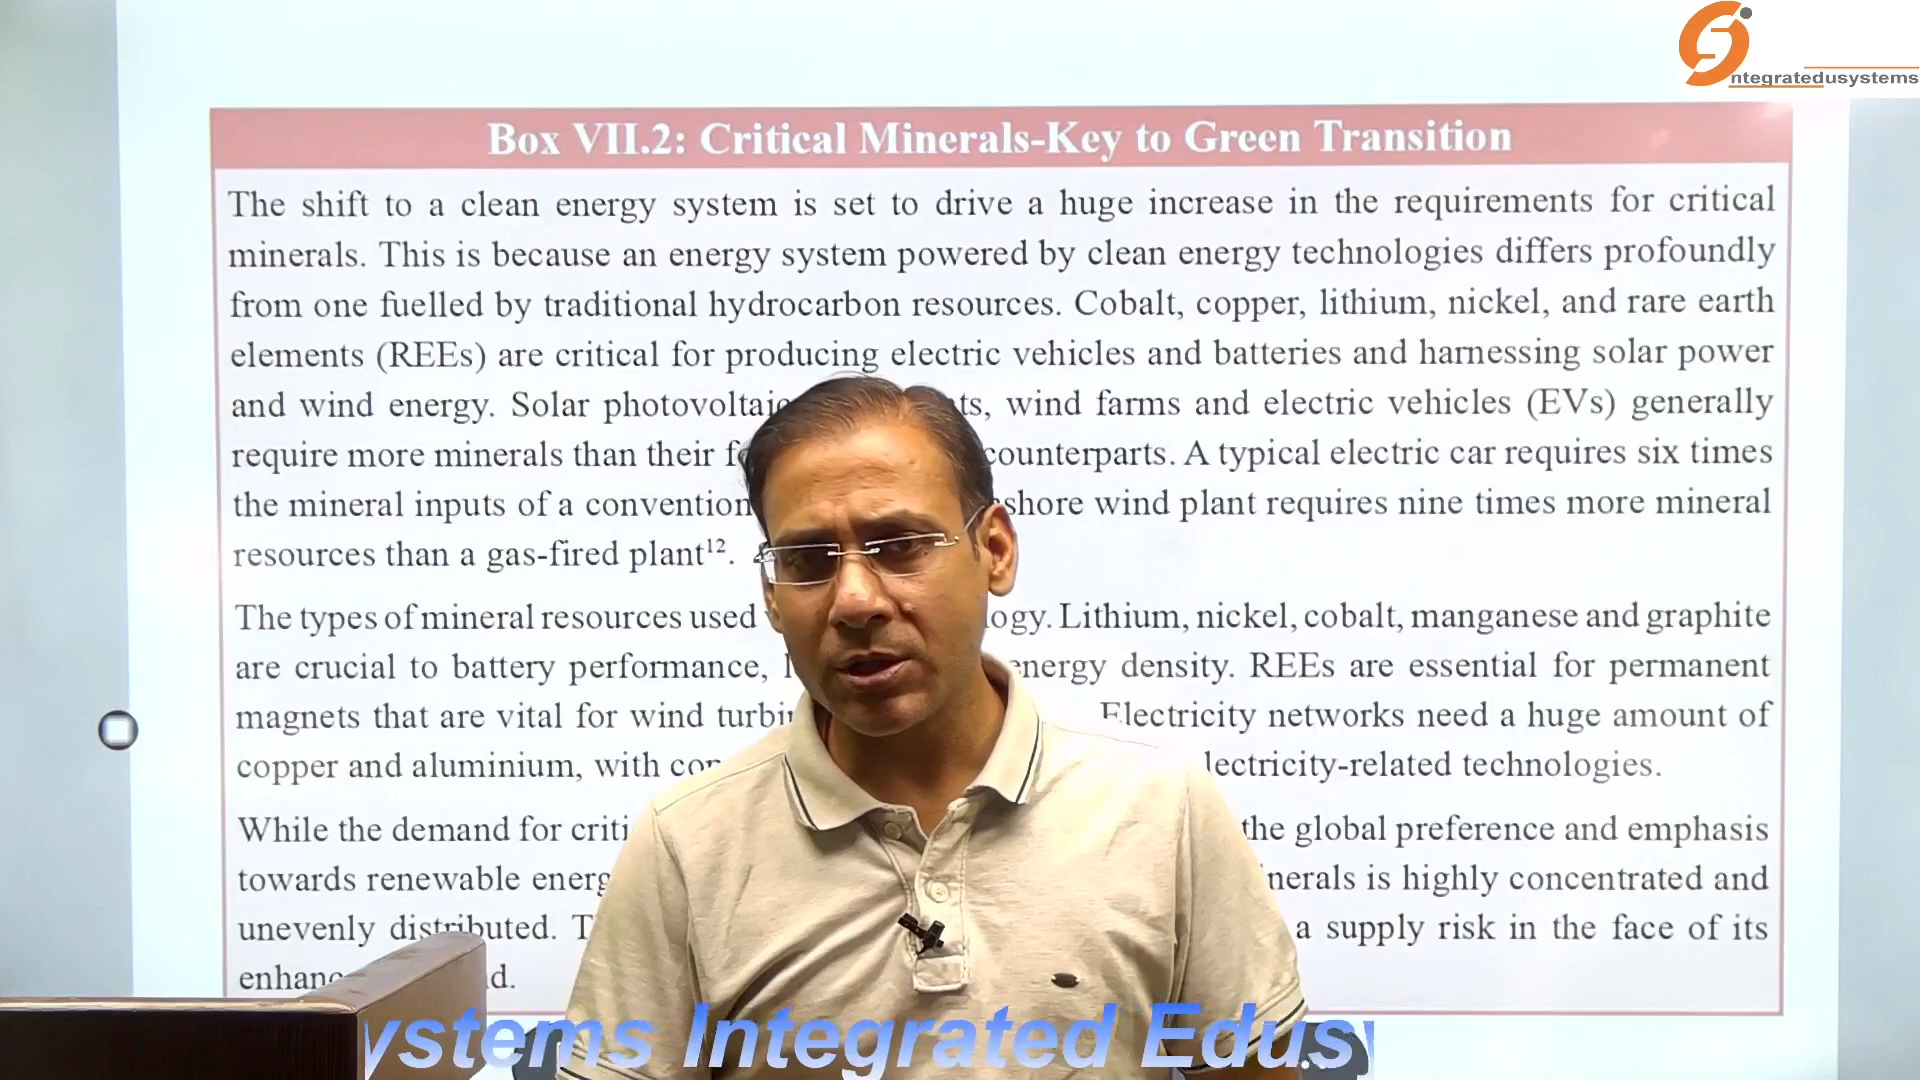 ntegratedusystems
Box VII.2: Critical Minerals-Key to Green Transition
The shift to a clean energy system is set to drive a huge increase in the requirements for critical
minerals. This is because an energy system powered by clean energy technologies differs profoundly
from one fuelled by traditional hydrocarbon resources. Cobalt, copper, lithium, nickel, and rare earth
elements (REEs) are critical for producing electric vehicles and batteries and harnessing solar power
and wind energy. Solar photovoltaic wind farms and electric vehicles (EVs) generally
require more minerals than their counterparts. A typical electric car requires six times
the mineral inputs of a convention shore wind plant requires nine times more mineral
resources than a gas-fired plant¹².
The types of mineral resources used logy. Lithium, nickel, cobalt, manganese and graphite
are crucial to battery performance, energy density. REEs are essential for permanent
magnets that are vital for wind turbin Electricity networks need a huge amount of
copper and aluminium, with lectricity-related technologies.
While the demand for criti the global preference and emphasis
towards renewable energ nerals is highly concentrated and
unevenly distributed. a supply risk in the face of its
enhanc d.
ystems Integrated Edusy